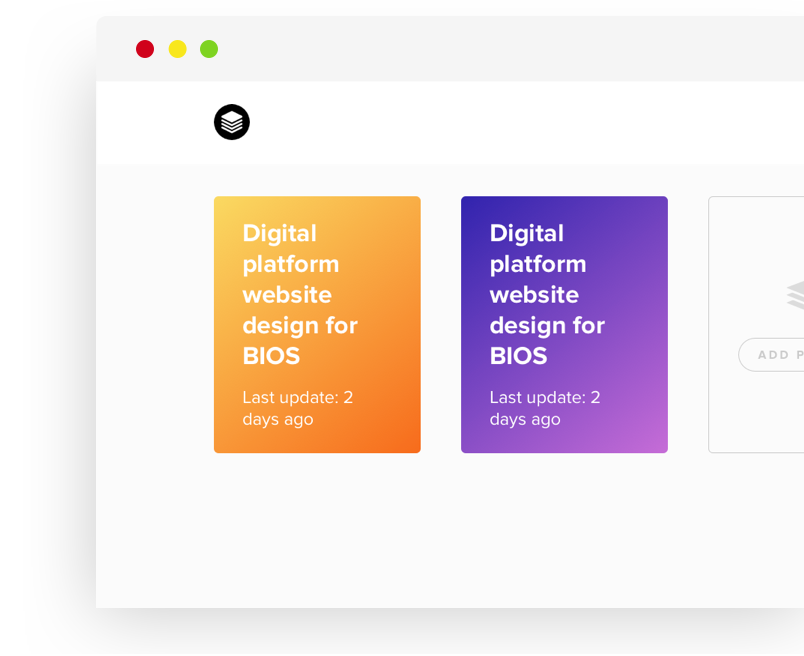 Digital
platform
website
design for
BIOS
Last update: 2
days ago
Digital
platform
website
design for
BIOS
Last update: 2
days ago
ADD P